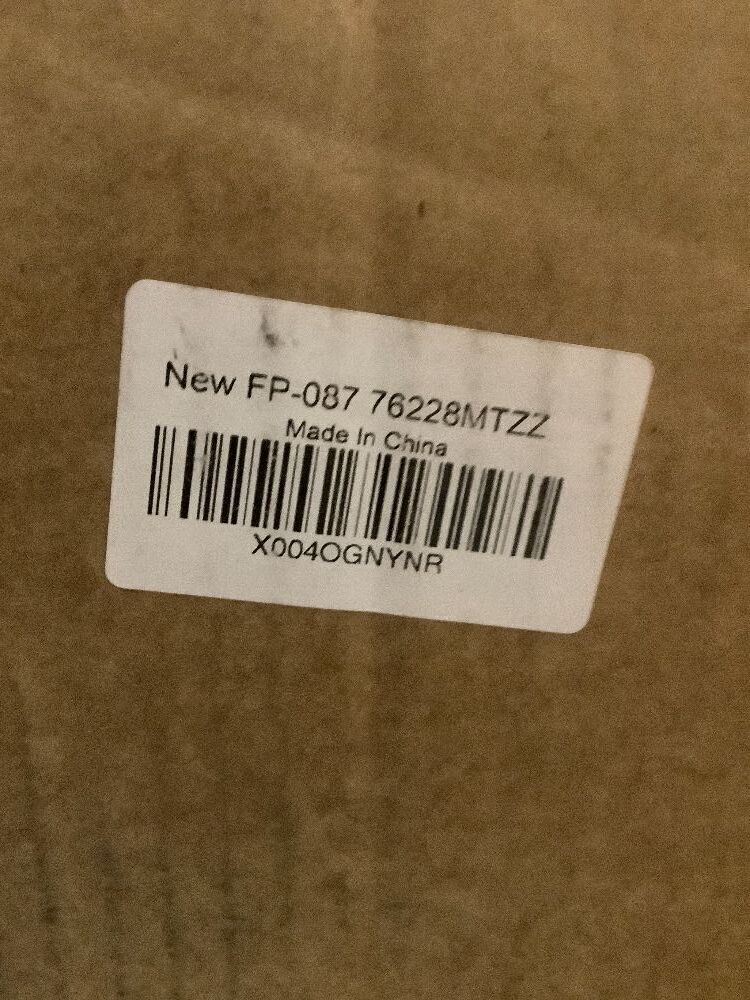 New FP-087 76228MTZZ
Made In China
X004OGNYNR